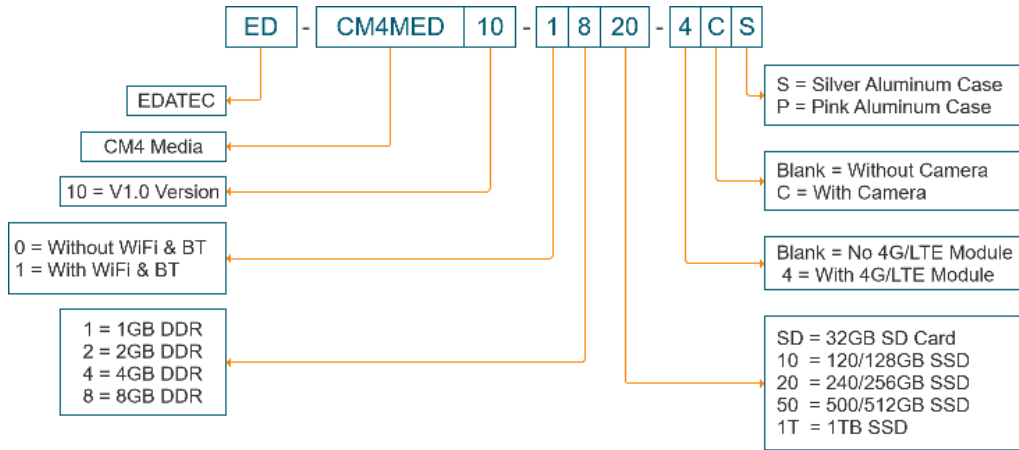 ED - CM4MED 10 - 1 8 20 - 4 C S
EDATEC
CM4 Media
10 = V1.0 Version
0 = Without WiFi & BT
1 = With WiFi & BT
1 = 1GB DDR
2 = 2GB DDR
4 = 4GB DDR
8 = 8GB DDR
S = Silver Aluminum Case
P = Pink Aluminum Case
Blank = Without Camera
C = With Camera
Blank = No 4G/LTE Module
4 = With 4G/LTE Module
SD = 32GB SD Card
10 = 120/128GB SSD
20 = 240/256GB SSD
50 = 500/512GB SSD
1T = 1TB SSD